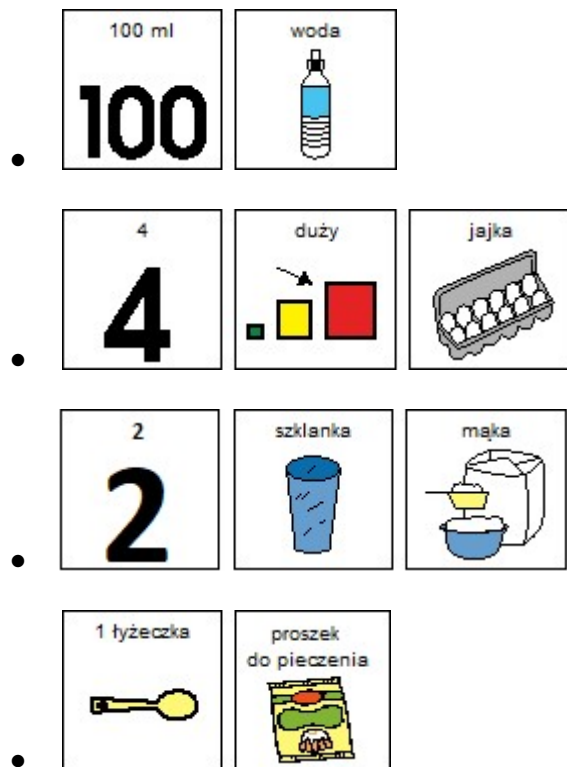 100 ml woda
100
4 duży jajka
4
2 szklanka mąka
2
1 łyżeczka proszek
do pieczenia